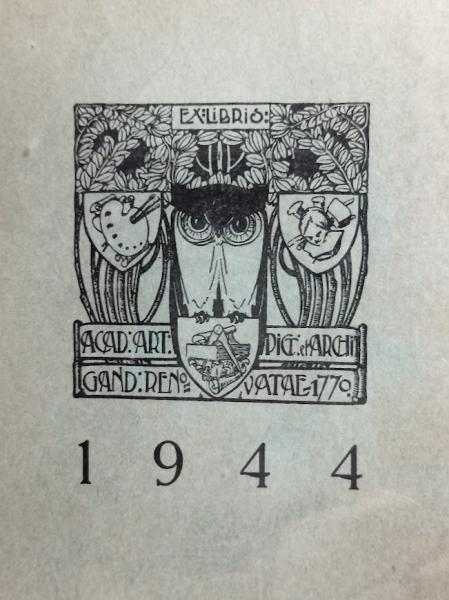 EX·LIBRIS:
ACAD: ART: PICT: et ARCHIT
GAND: RENO VATAE-1770.
1944